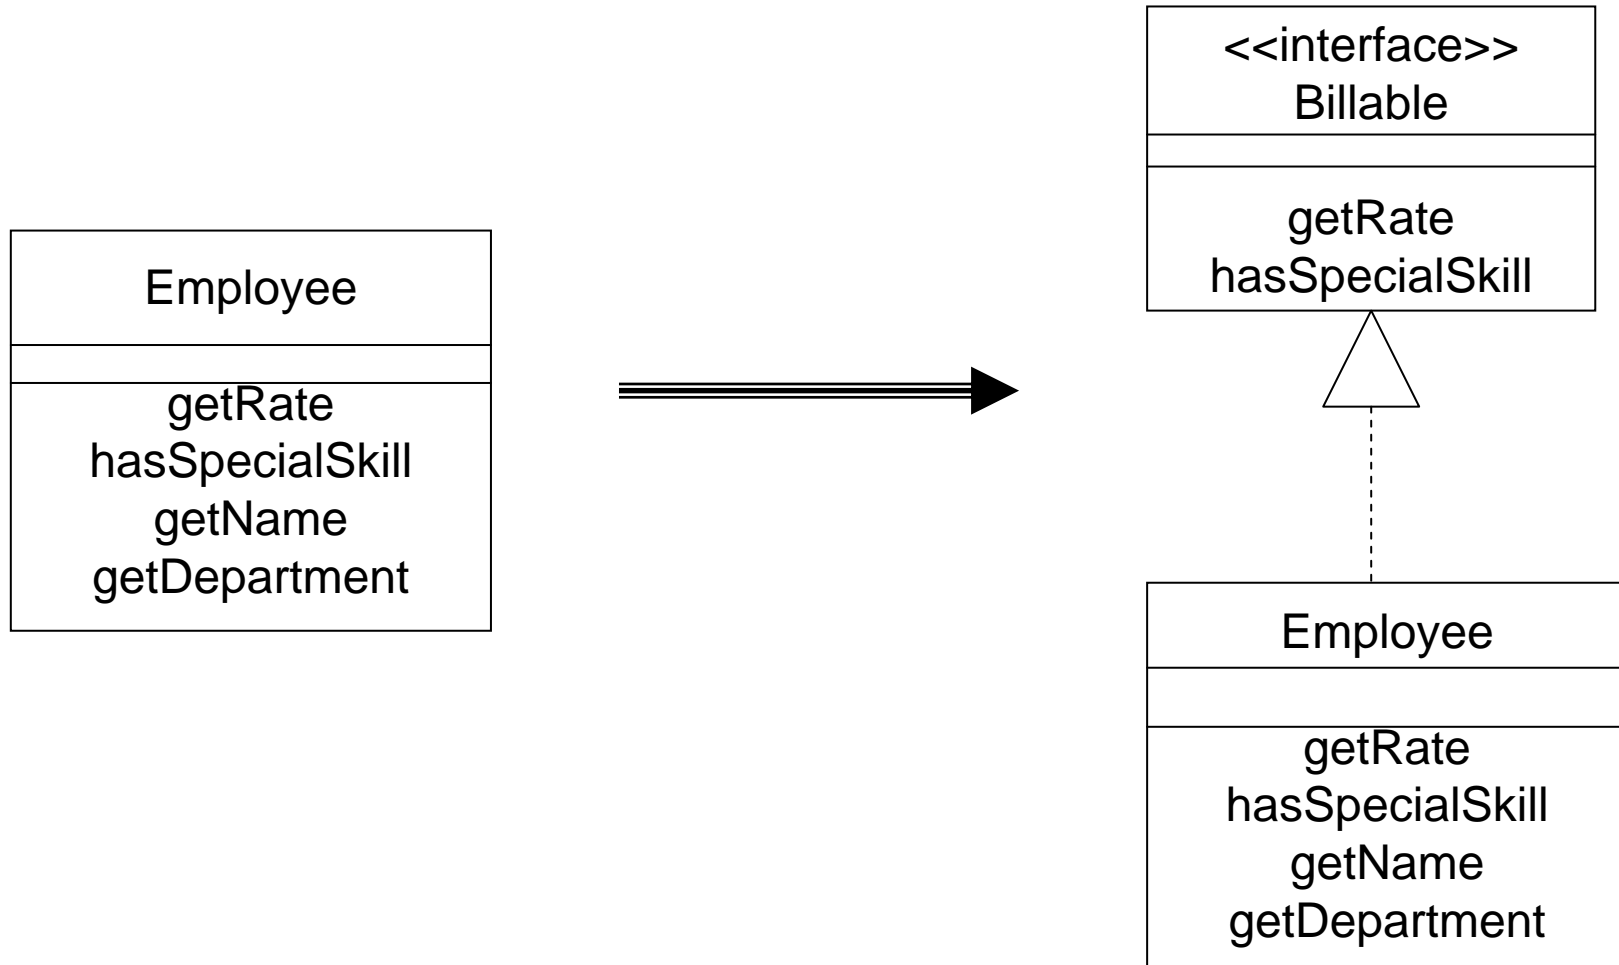 Employee
getRate
hasSpecialSkill
getName
getDepartment
<<interface>>
Billable
getRate
hasSpecialSkill
Employee
getRate
hasSpecialSkill
getName
getDepartment